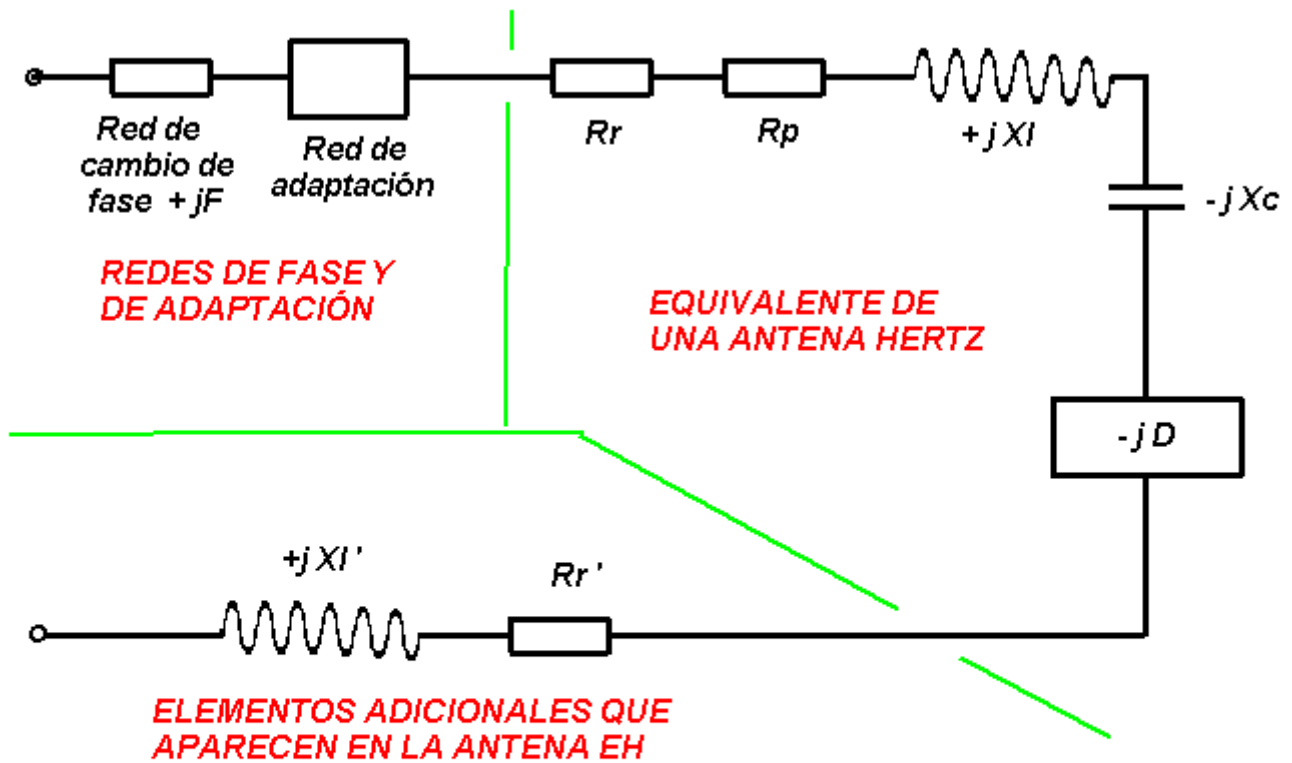 Red de
cambio de
fase + jF
Red de
adaptación
Rr
Rp
+ j Xl
- j Xc
REDES DE FASE Y
DE ADAPTACIÓN
EQUIVALENTE DE
UNA ANTENA HERTZ
- j D
+j Xl '
Rr '
ELEMENTOS ADICIONALES QUE
APARECEN EN LA ANTENA EH